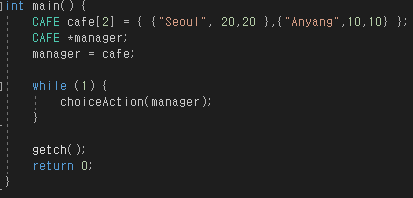 int main() {
CAFE cafe[2] = { {"Seoul", 20,20 },{"Anyang",10,10} };
CAFE *manager;
manager = cafe;
while (1) {
choiceAction(manager);
}
getch();
return 0;
}